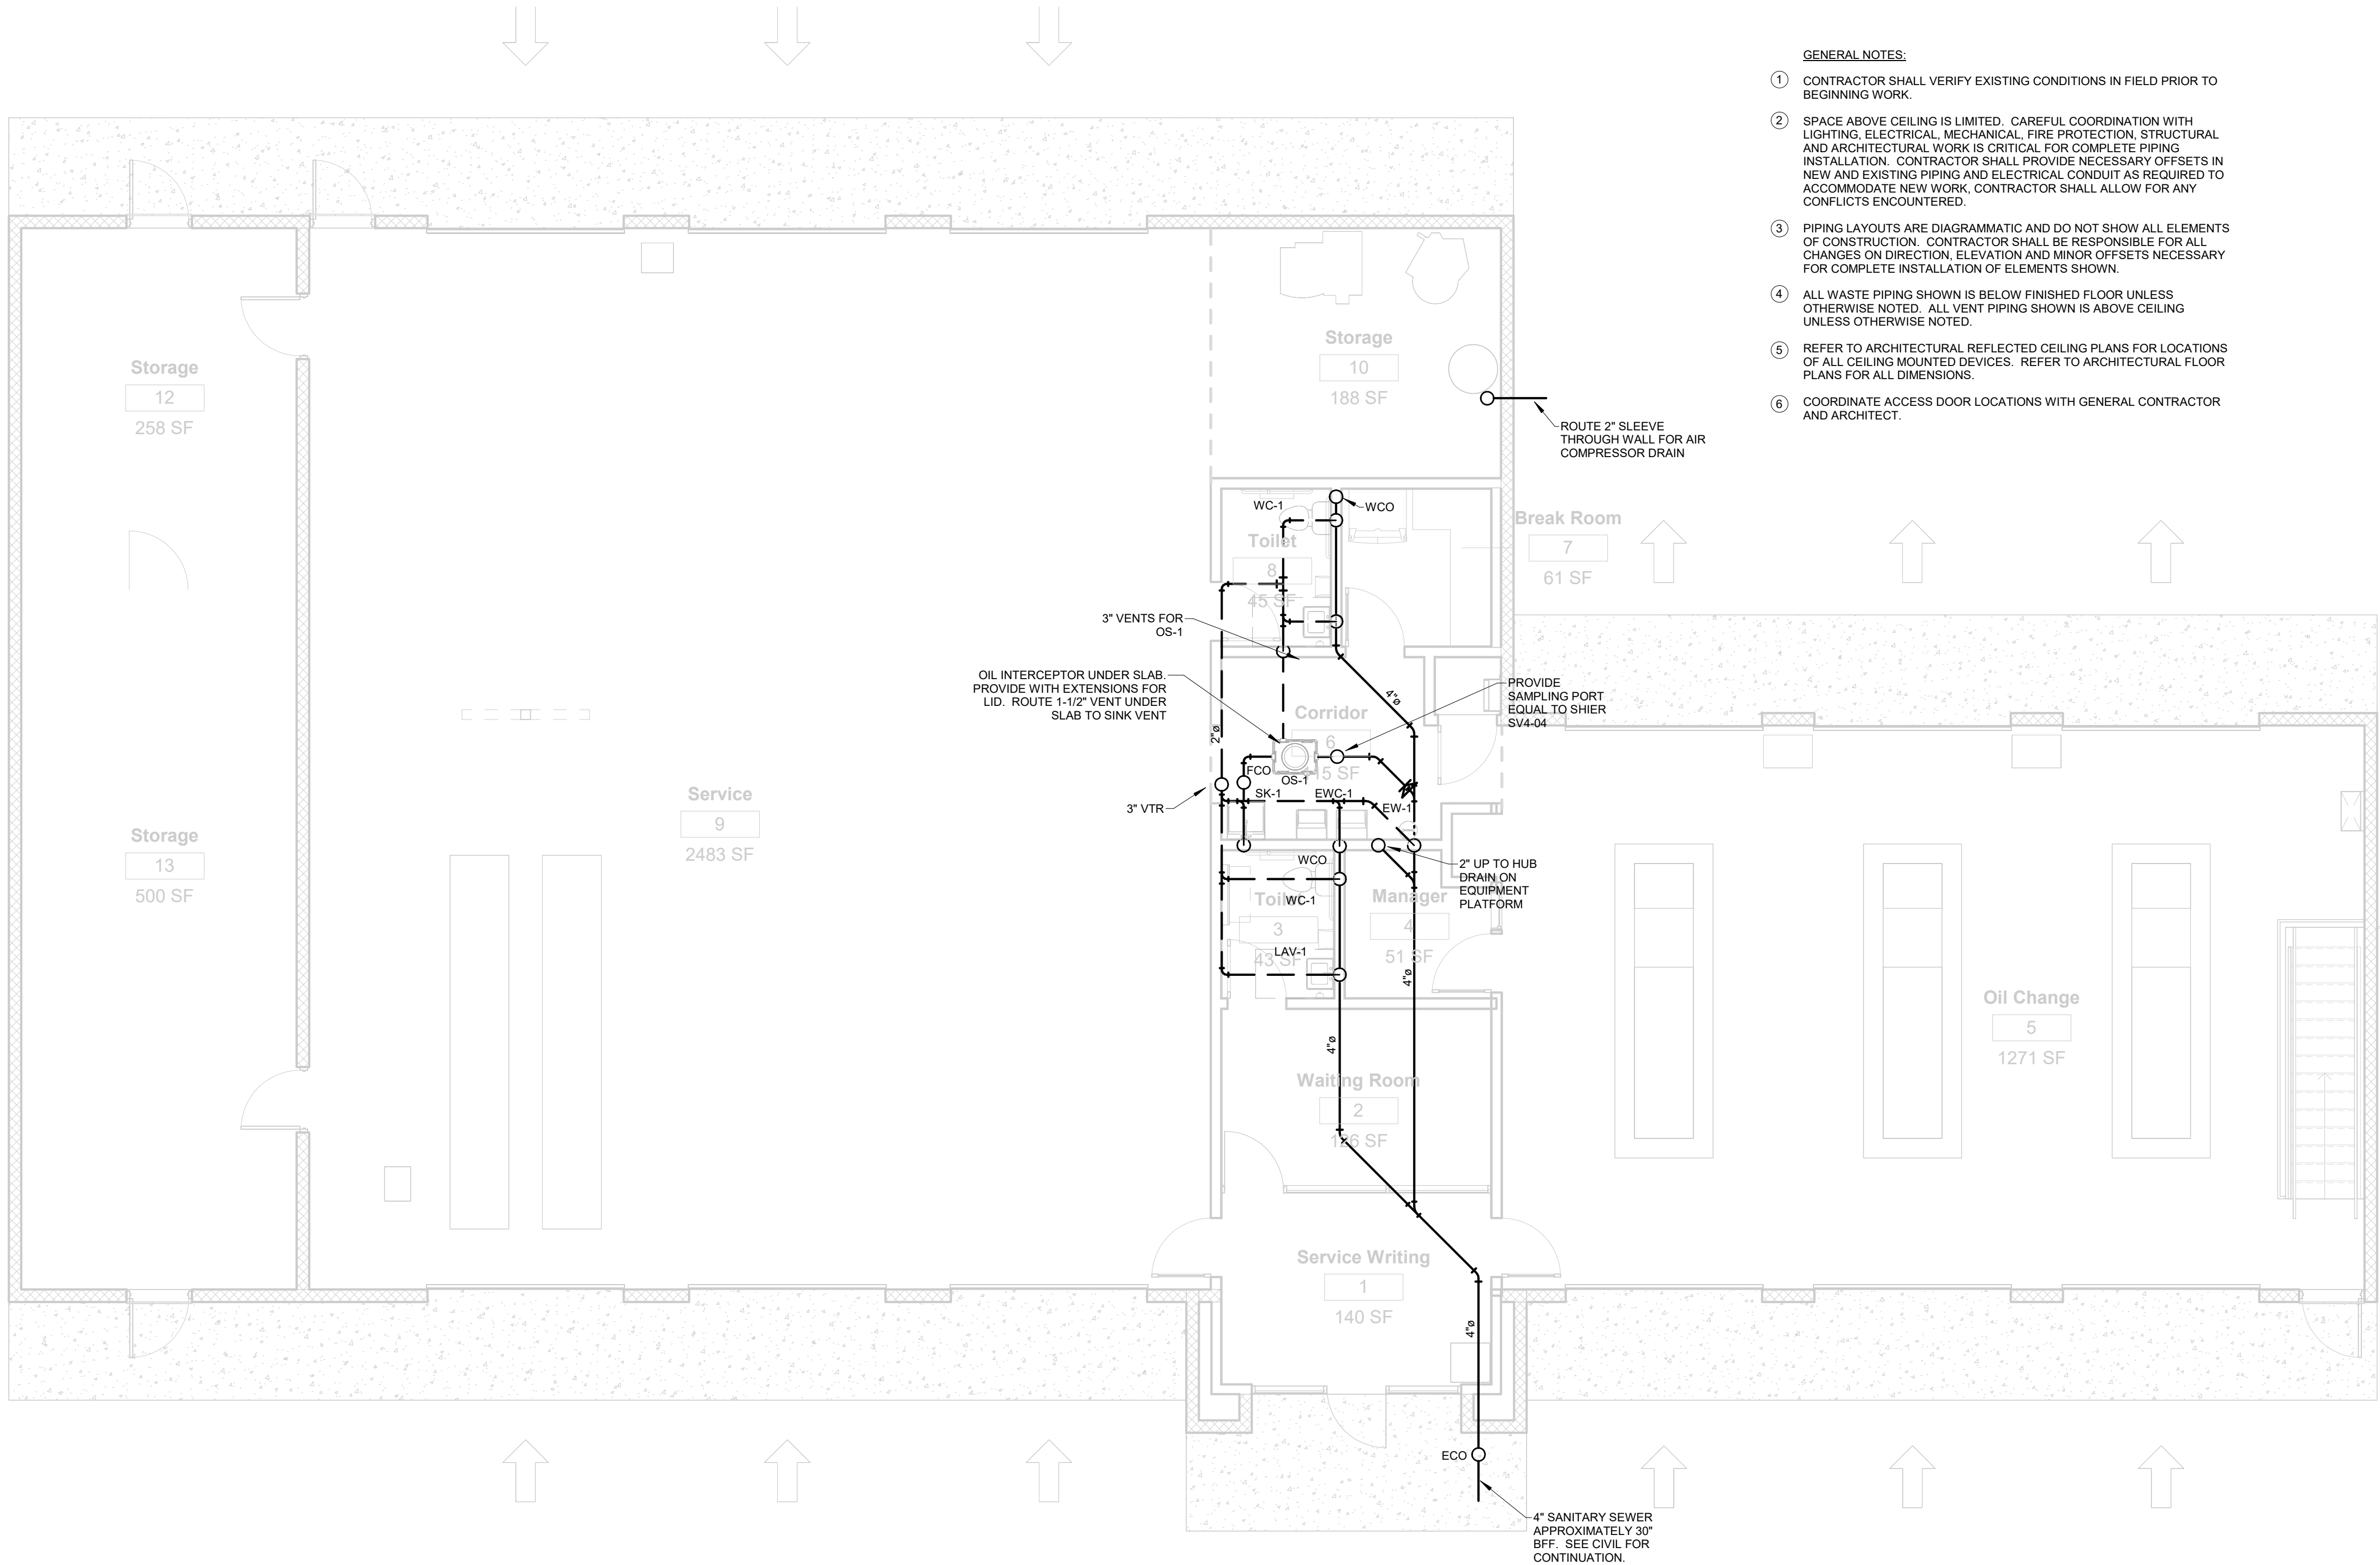 GENERAL NOTES:
1 CONTRACTOR SHALL VERIFY EXISTING CONDITIONS IN FIELD PRIOR TO
BEGINNING WORK.
2 SPACE ABOVE CEILING IS LIMITED. CAREFUL COORDINATION WITH
LIGHTING, ELECTRICAL, MECHANICAL, FIRE PROTECTION, STRUCTURAL
AND ARCHITECTURAL WORK IS CRITICAL FOR COMPLETE PIPING
INSTALLATION. CONTRACTOR SHALL PROVIDE NECESSARY OFFSETS IN
NEW AND EXISTING PIPING AND ELECTRICAL CONDUIT AS REQUIRED TO
ACCOMMODATE NEW WORK, CONTRACTOR SHALL ALLOW FOR ANY
CONFLICTS ENCOUNTERED.
3 PIPING LAYOUTS ARE DIAGRAMMATIC AND DO NOT SHOW ALL ELEMENTS
OF CONSTRUCTION. CONTRACTOR SHALL BE RESPONSIBLE FOR ALL
CHANGES ON DIRECTION, ELEVATION AND MINOR OFFSETS NECESSARY
FOR COMPLETE INSTALLATION OF ELEMENTS SHOWN.
4 ALL WASTE PIPING SHOWN IS BELOW FINISHED FLOOR UNLESS
OTHERWISE NOTED. ALL VENT PIPING SHOWN IS ABOVE CEILING
UNLESS OTHERWISE NOTED.
5 REFER TO ARCHITECTURAL REFLECTED CEILING PLANS FOR LOCATIONS
OF ALL CEILING MOUNTED DEVICES. REFER TO ARCHITECTURAL FLOOR
PLANS FOR ALL DIMENSIONS.
6 COORDINATE ACCESS DOOR LOCATIONS WITH GENERAL CONTRACTOR
AND ARCHITECT.
Storage
12
258 SF
Storage
10
188 SF
ROUTE 2" SLEEVE
THROUGH WALL FOR AIR
COMPRESSOR DRAIN
WC-1
WCO
Toilet
8
45 SF
Break Room
7
61 SF
3" VENTS FOR
OS-1
OIL INTERCEPTOR UNDER SLAB.
PROVIDE WITH EXTENSIONS FOR
LID. ROUTE 1-1/2" VENT UNDER
SLAB TO SINK VENT
4"ø
PROVIDE
SAMPLING PORT
EQUAL TO SHIER
SV4-04
Corridor
6
15 SF
2"ø
FCO
OS-1
SK-1
EWC-1
EW-1
3" VTR
Service
9
2483 SF
Storage
13
500 SF
WCO
2" UP TO HUB
DRAIN ON
EQUIPMENT
PLATFORM
Toilet
WC-1
3
43 SF
LAV-1
Manager
4
51 SF
4"ø
4"ø
Oil Change
5
1271 SF
Waiting Room
2
126 SF
Service Writing
1
140 SF
4"ø
ECO
4" SANITARY SEWER
APPROXIMATELY 30"
BFF. SEE CIVIL FOR
CONTINUATION.